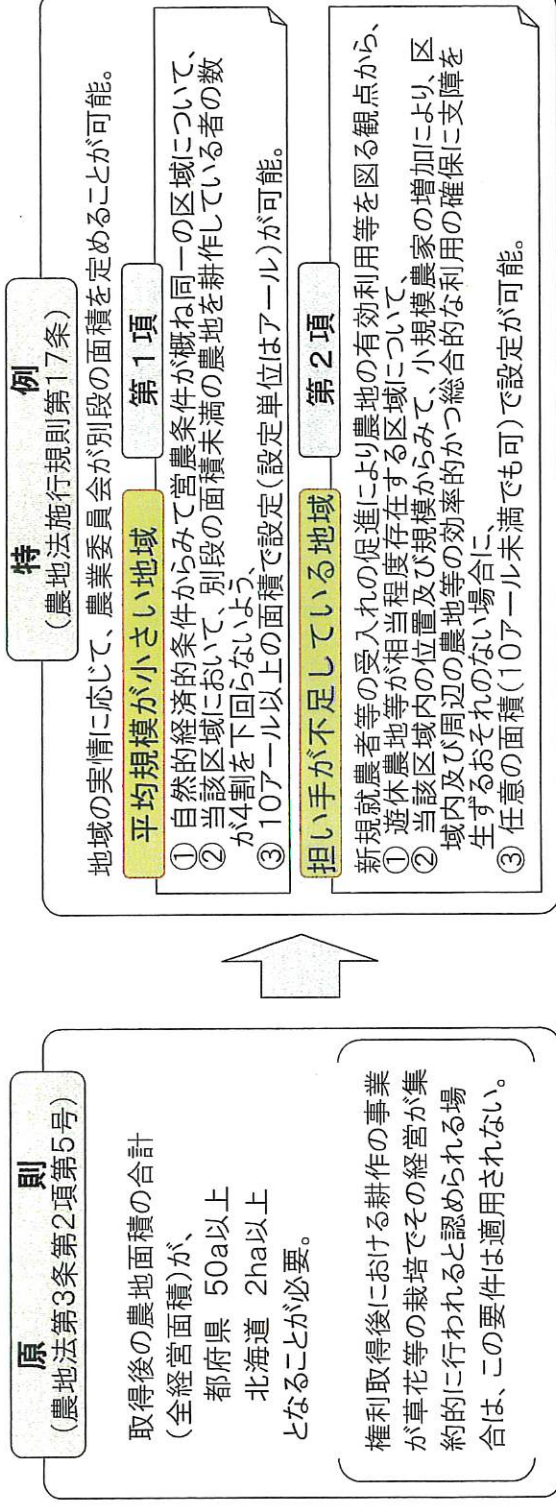 原則
(農地法第3条第2項第5号)
取得後の農地面積の合計
(全経営面積)が、
都府県 50a以上
北海道 2ha以上
となることが必要。
権利取得後における耕作の事業
が草花等の栽培でその経営が集
約的に行われると認められる場
合は、この要件は適用されない。
特例
(農地法施行規則第17条)
地域の実情に応じて、農業委員会が別段の面積を定めることが可能。
平均規模が小さい地域
第1項
① 自然的経済的条件からみて営農条件が概ね同一の区域について、
② 当該区域において、別段の面積未満の農地を耕作している者の数
が4割を下回らないよう、
③ 10アール以上の面積で設定(設定単位はアール)が可能。
担い手が不足している地域
第2項
新規就農者等の受入れの促進により農地の有効利用等を図る観点から、
① 遊休農地等が相当程度存在する区域について、
② 当該区域内の位置及び規模からみて、小規模農家の増加により、区
域内及び周辺の農地等の効率的かつ総合的な利用の確保に支障を
生ずるおそれのない場合に、
③ 任意の面積(10アール未満でも可)で設定が可能。